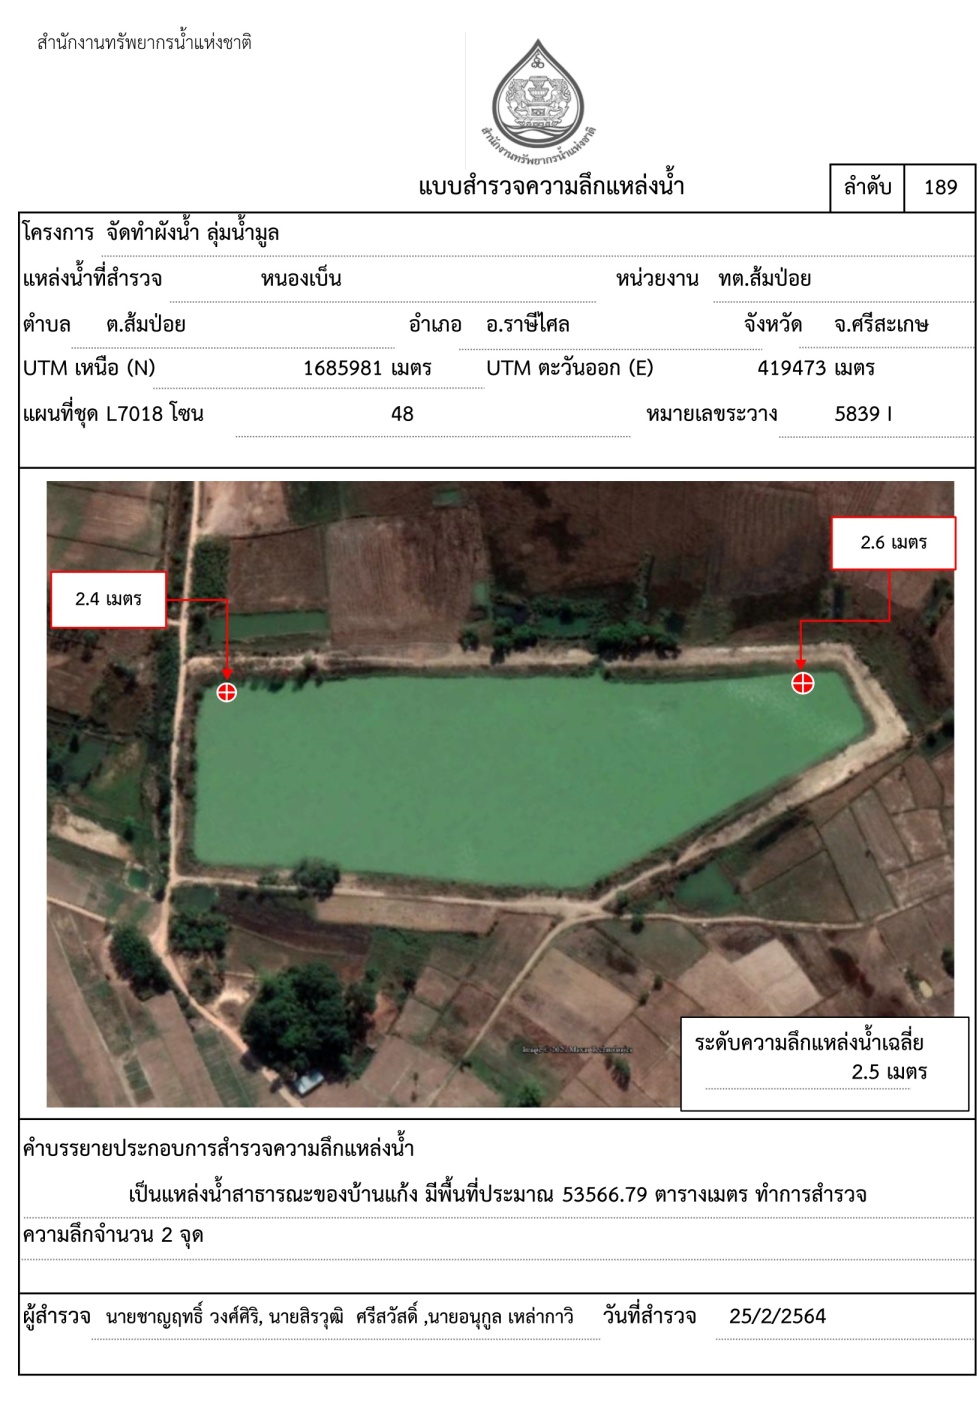 สำนักงานทรัพยากรน้ำแห่งชาติ
สำนักงานทรัพยากรน้ำแห่งชาติ
แบบสำรวจความลึกแหล่งน้ำ
ลำดับ 189
โครงการ จัดทำผังน้ำ ลุ่มน้ำมูล
แหล่งน้ำที่สำรวจ หนองเบ็น หน่วยงาน ทต.ส้มป่อย
ตำบล ต.ส้มป่อย อำเภอ อ.ราษีไศล จังหวัด จ.ศรีสะเกษ
UTM เหนือ (N) 1685981 เมตร UTM ตะวันออก (E) 419473 เมตร
แผนที่ชุด L7018 โซน 48 หมายเลขระวาง 5839 I
2.6 เมตร
2.4 เมตร
ระดับความลึกแหล่งน้ำเฉลี่ย
2.5 เมตร
คำบรรยายประกอบการสำรวจความลึกแหล่งน้ำ
เป็นแหล่งน้ำสาธารณะของบ้านแก้ง มีพื้นที่ประมาณ 53566.79 ตารางเมตร ทำการสำรวจ
ความลึกจำนวน 2 จุด
ผู้สำรวจ นายชาญฤทธิ์ วงศ์ศิริ, นายสิรวุฒิ ศรีสวัสดิ์ ,นายอนุกูล เหล่ากาวิ วันที่สำรวจ 25/2/2564